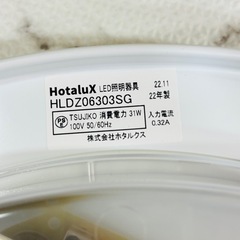 HotaluX LED照明器具 22.11
HLDZ06303SG 22年製
PSE TSUJIKO 消費電力 31W 入力電流
100V 50/60Hz 0.32A
株式会社ホタルクス